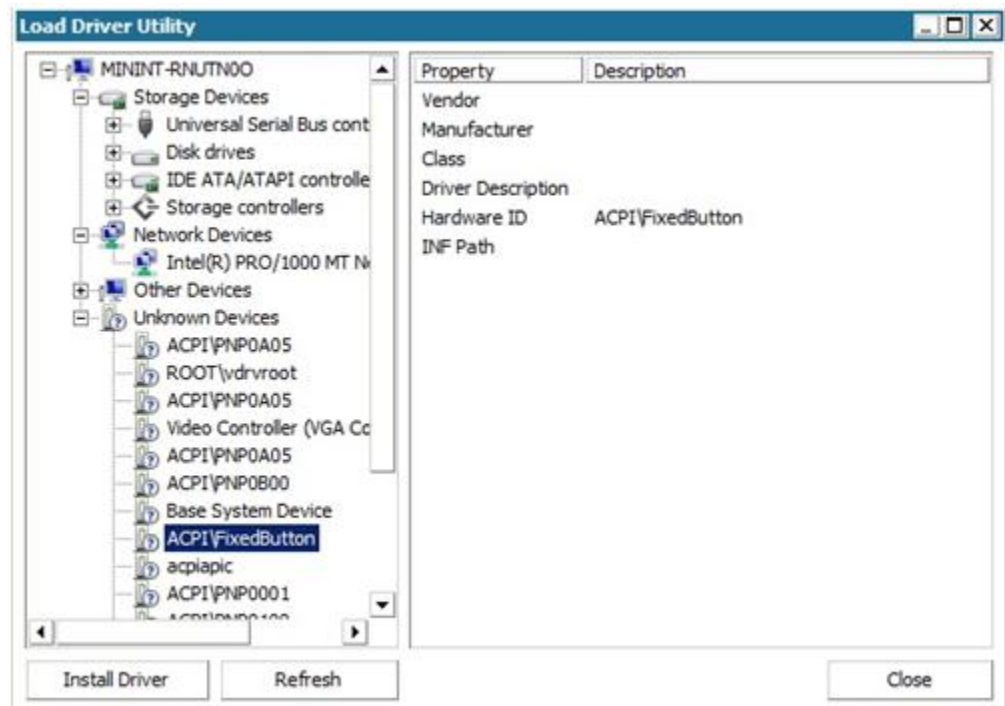 Load Driver Utility
MININT-RNUTN0O
Storage Devices
Universal Serial Bus cont
Disk drives
IDE ATA/ATAPI controlle
Storage controllers
Network Devices
Intel(R) PRO/1000 MT Ne
Other Devices
Unknown Devices
ACPI\PNP0A05
ROOT\vdrvroot
ACPI\PNP0A05
Video Controller (VGA Co
ACPI\PNP0A05
ACPI\PNP0B00
Base System Device
ACPI\FixedButton
acpiapic
ACPI\PNP0001
Property Description
Vendor
Manufacturer
Class
Driver Description
Hardware ID ACPI\FixedButton
INF Path
Install Driver Refresh Close